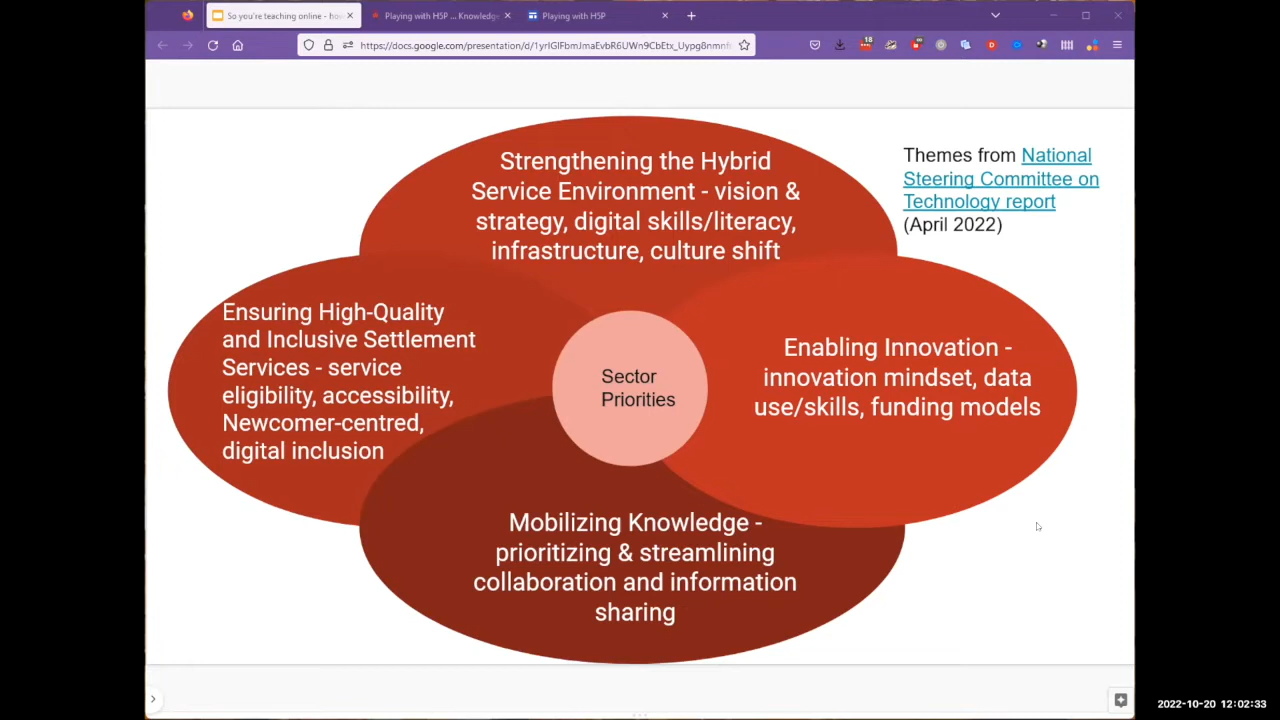 So you're teaching online - ho
Playing with H5P ... Knowledge
Playing with H5P
https://docs.google.com/presentation/d/
18
Strengthening the Hybrid
Service Environment - vision &
strategy, digital skills/literacy,
infrastructure, culture shift
Themes from National
Steering Committee on
Technology report
(April 2022)
Ensuring High-Quality
and Inclusive Settlement
Services - service
eligibility, accessibility,
Newcomer-centred,
digital inclusion
Sector
Priorities
Enabling Innovation -
innovation mindset, data
use/skills, funding models
Mobilizing Knowledge -
prioritizing & streamlining
collaboration and information
sharing
2022-10-20 12:02:33